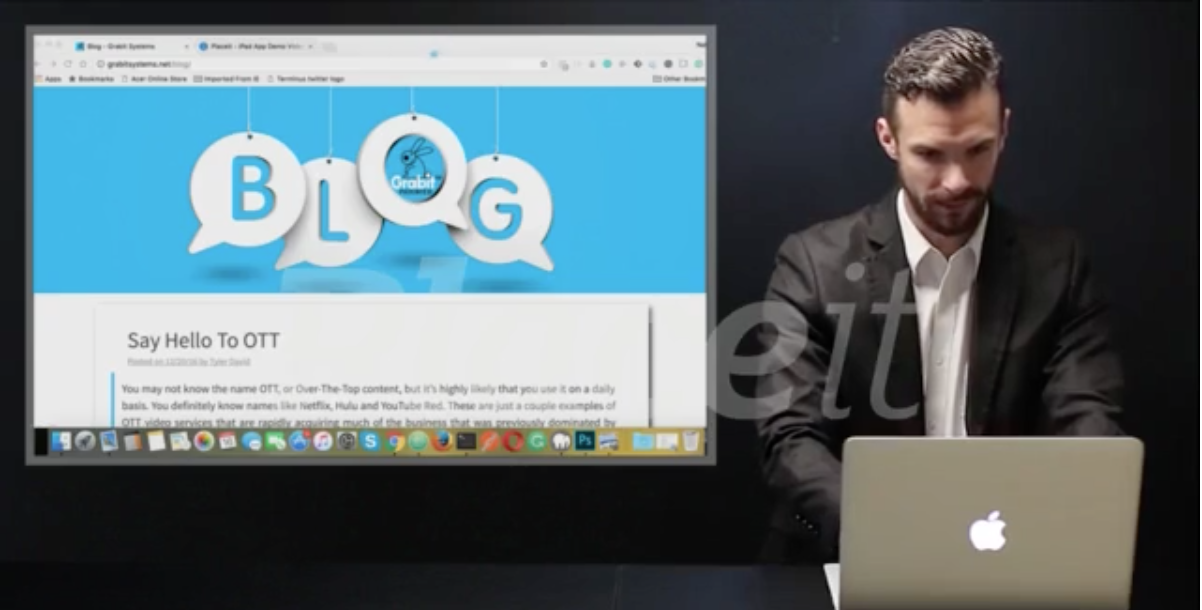 Blog - Grabit Systems
Placeit - iPad App Demo
grabitsystems.net/blog/
Apps Bookmarks Acer Online Store Imported From IE Terminus twitter logo Other Bookm
BLOG
Grabit
Say Hello To OTT
Posted on 12/20/16 by Tyler David
You may not know the name OTT, or Over-The-Top content, but it's highly likely that you use it on a daily
basis. You definitely know names like Netflix, Hulu and YouTube Red. These are just a couple examples of
OTT video services that are rapidly acquiring much of the business that was previously dominated by
Placeit
S
G
Ps